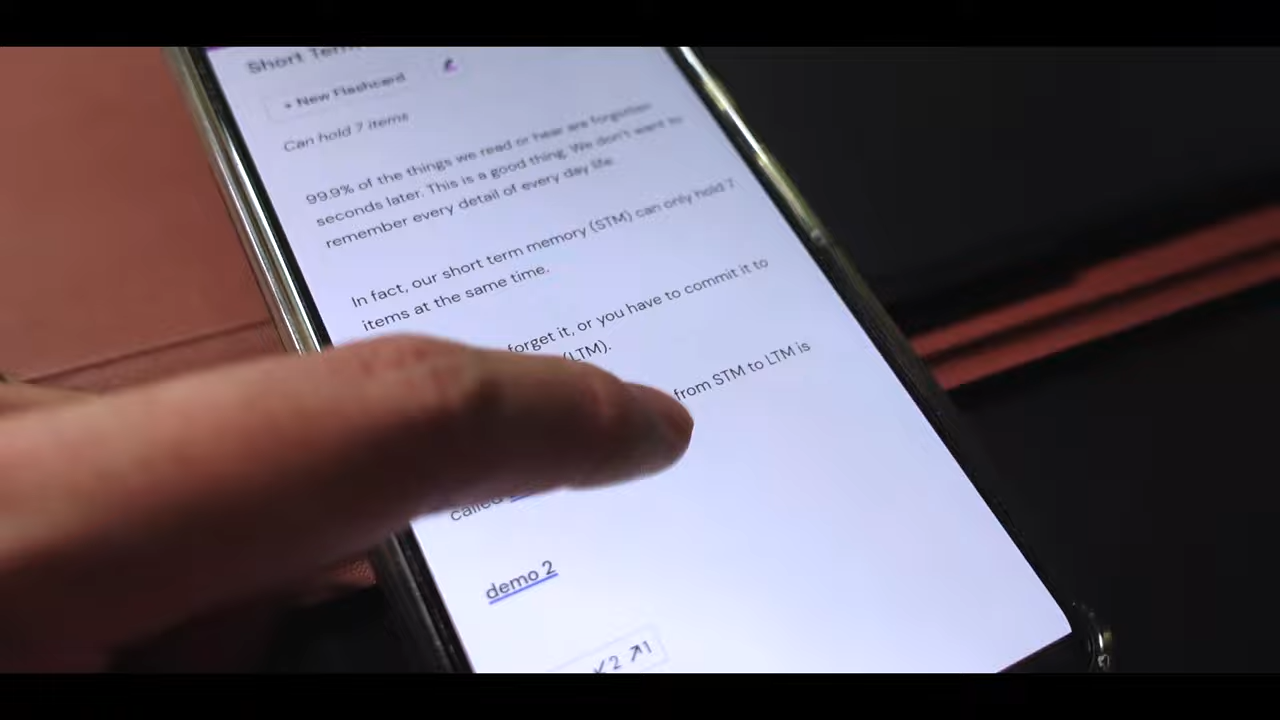 Short Term
+ New Flashcard
Can hold 7 items
99.9% of the things we read or hear are forgotten
seconds later. This is a good thing. We don't want to
remember every detail of every day life.
In fact, our short term memory (STM) can only hold 7
items at the same time.
forget it, or you have to commit it to
(LTM).
from STM to LTM is
called
demo 2
↙2 ↗1